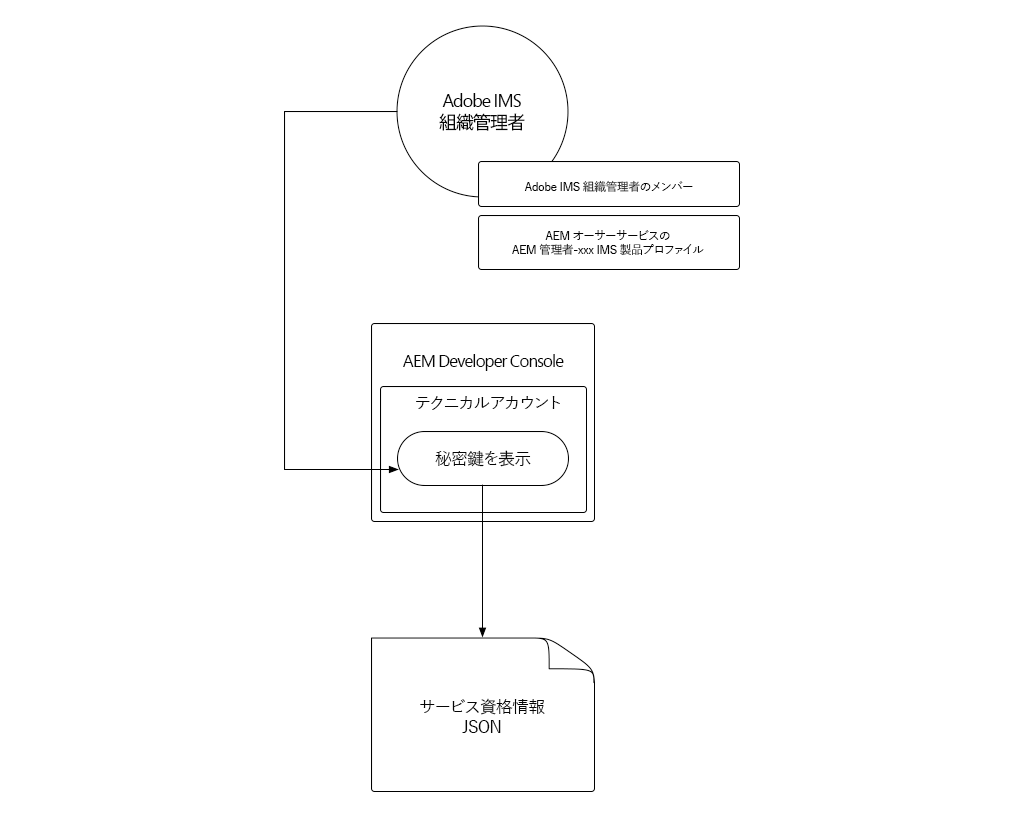 Adobe IMS
組織管理者
Adobe IMS 組織管理者のメンバー
AEM オーサーサービスの
AEM 管理者-xxx IMS 製品プロファイル
AEM Developer Console
テクニカルアカウント
秘密鍵を表示
サービス資格情報
JSON